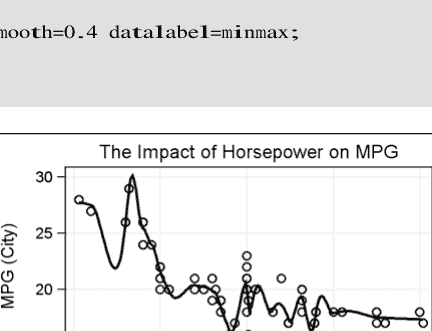 mooth=0.4 datalabel=minmax;
The Impact of Horsepower on MPG
30
25
20
MPG (City)